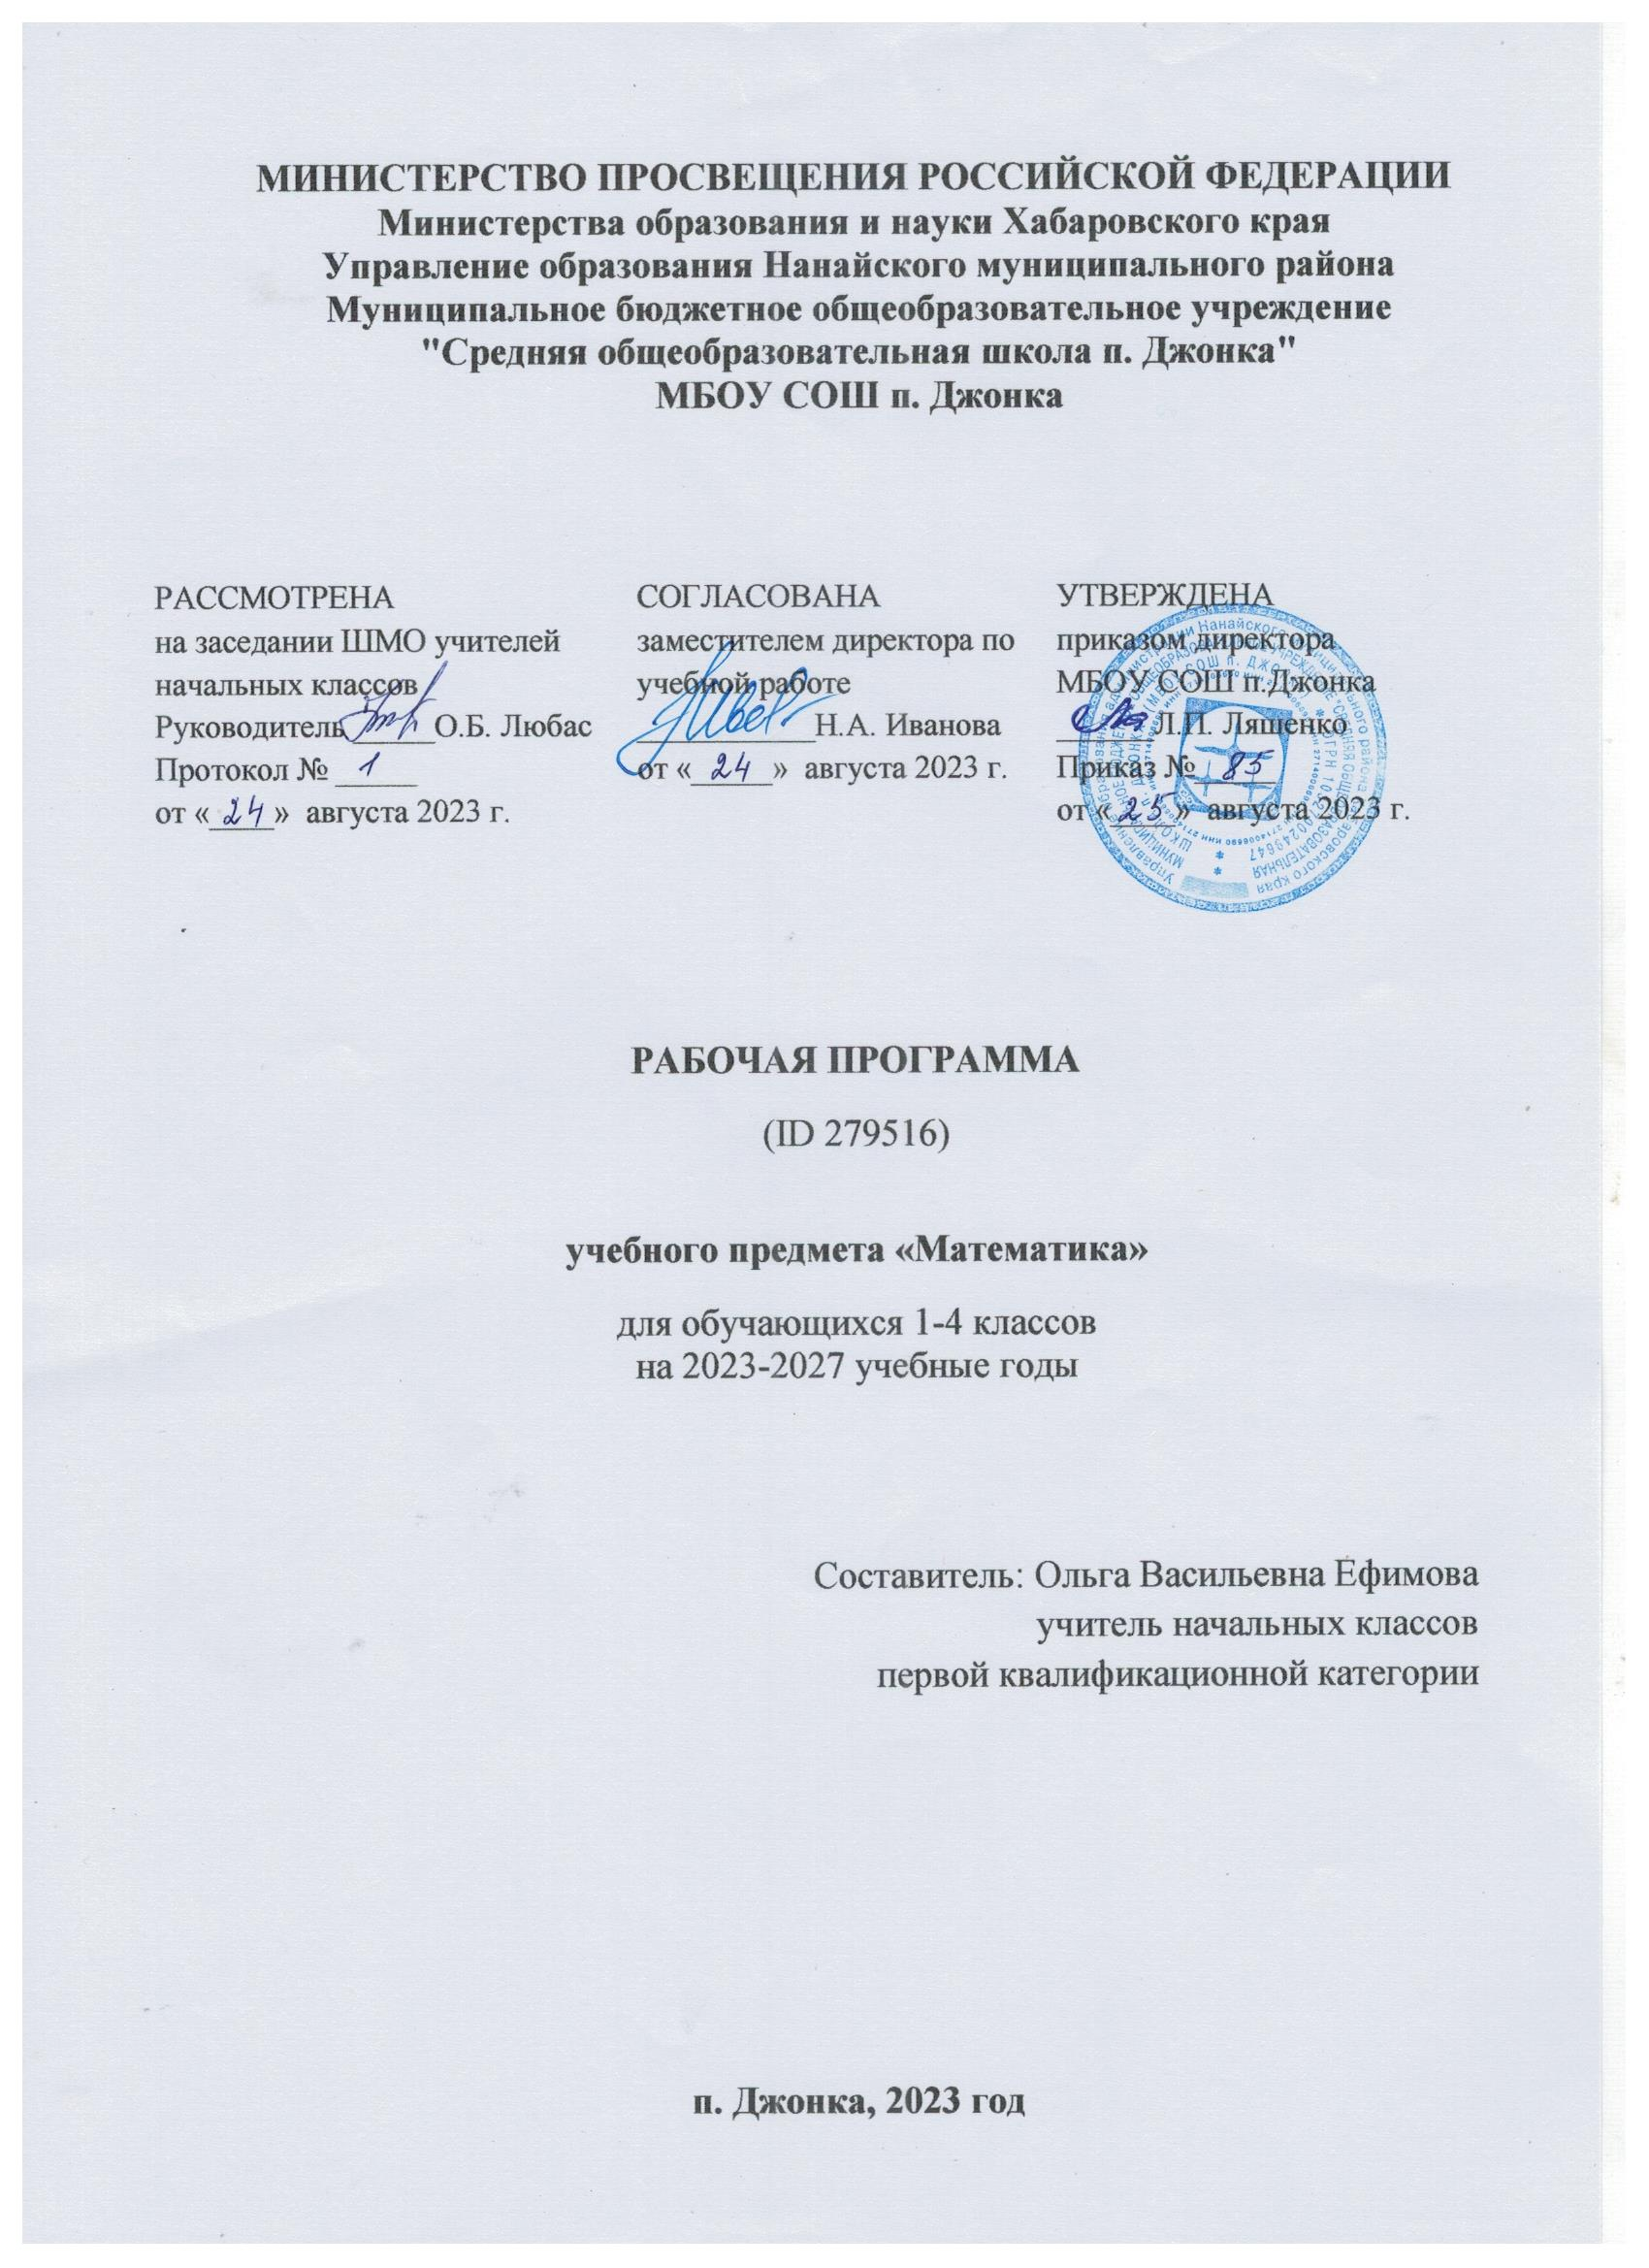 МИНИСТЕРСТВО ПРОСВЕЩЕНИЯ РОССИЙСКОЙ ФЕДЕРАЦИИ
Министерства образования и науки Хабаровского края
Управление образования Нанайского муниципального района
Муниципальное бюджетное общеобразовательное учреждение
"Средняя общеобразовательная школа п. Джонка"
МБОУ СОШ п. Джонка
РАССМОТРЕНА
на заседании ШМО учителей
начальных классов
Руководитель _____О.Б. Любас
Протокол № 1
от «24» августа 2023 г.
СОГЛАСОВАНА
заместителем директора по
учебной работе
___________Н.А. Иванова
от «24» августа 2023 г.
УТВЕРЖДЕНА
приказом директора
МБОУ СОШ п.Джонка
______Л.П. Ляшенко
Приказ № 85
от «25» августа 2023 г.
РАБОЧАЯ ПРОГРАММА
(ID 279516)
учебного предмета «Математика»
для обучающихся 1-4 классов
на 2023-2027 учебные годы
Составитель: Ольга Васильевна Ефимова
учитель начальных классов
первой квалификационной категории
п. Джонка, 2023 год